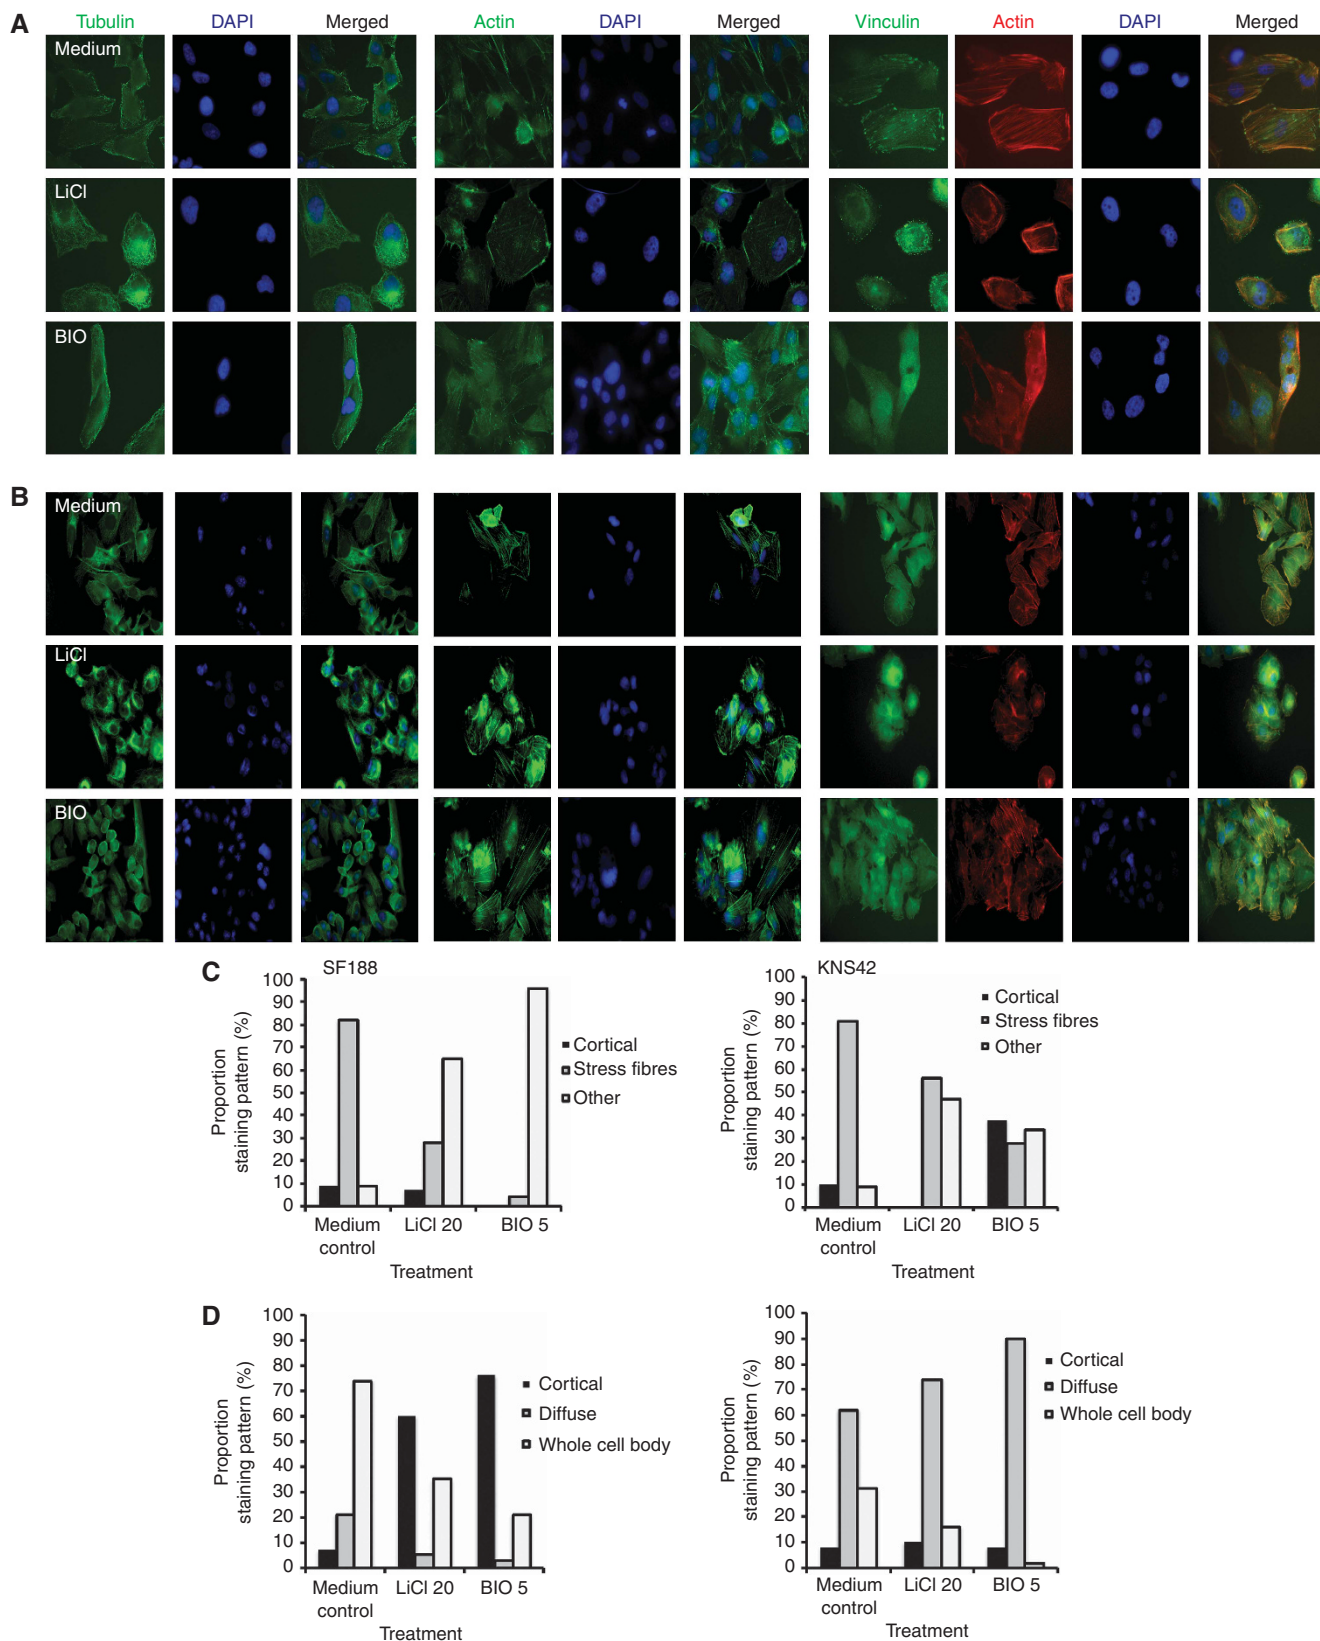 A
Tubulin DAPI Merged Actin DAPI Merged Vinculin Actin DAPI Merged
Medium
LiCl
BIO
B
Medium
LiCl
BIO
C
SF188
Proportion
staining pattern (%)
100
90
80
70
60
50
40
30
20
10
0
Medium
control
LiCl 20
BIO 5
Treatment
Cortical
Stress fibres
Other
KNS42
Proportion
staining pattern (%)
100
90
80
70
60
50
40
30
20
10
0
Medium
control
LiCl 20
BIO 5
Treatment
Cortical
Stress fibres
Other
D
Proportion
staining pattern (%)
100
90
80
70
60
50
40
30
20
10
0
Medium
control
LiCl 20
BIO 5
Treatment
Cortical
Diffuse
Whole cell body
Proportion
staining pattern (%)
100
90
80
70
60
50
40
30
20
10
0
Medium
control
LiCl 20
BIO 5
Treatment
Cortical
Diffuse
Whole cell body